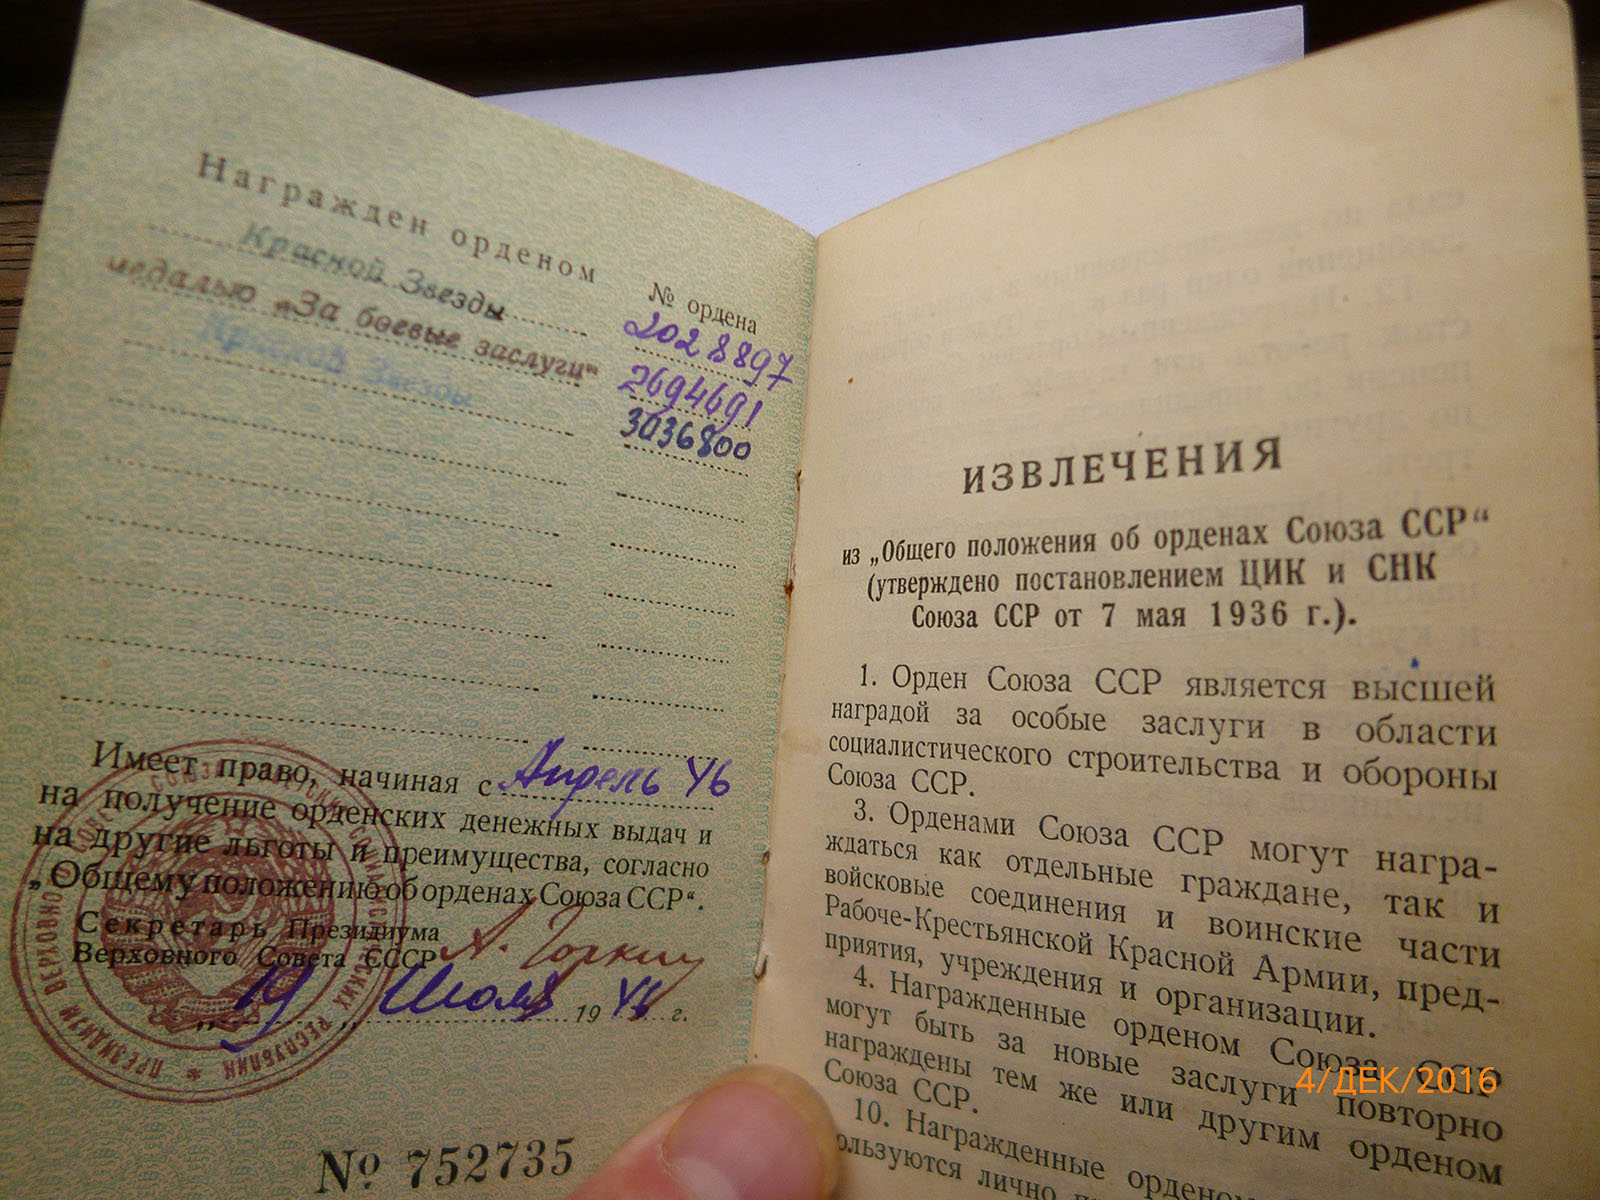 Награжден орденом
№ ордена
Красной Звезды 2028897
медалью «За боевые заслуги" 2694691
Красной Звезды 3036800
Имеет право, начиная с Апрель 46
на получение орденских денежных выдач и
на другие льготы и преимущества, согласно
„Общему положению об орденах Союза ССР“.
Секретарь Президиума
Верховного Совета СССР А. Горкин
„19„ Июля 1946 г.
ПРЕЗИДИУМ ВЕРХОВНОГО РЕСПУБЛИК
№ 752735
ИЗВЛЕЧЕНИЯ
из „Общего положения об орденах Союза ССР“
(утверждено постановлением ЦИК и СНК
Союза ССР от 7 мая 1936 г.).
1. Орден Союза ССР является высшей
наградой за особые заслуги в области
социалистического строительства и обороны
Союза ССР.
3. Орденами Союза ССР могут награ-
ждаться как отдельные граждане, так и
войсковые соединения и воинские части
Рабоче-Крестьянской Красной Армии, пред-
приятия, учреждения и организации.
4. Награжденные орденом Союза ССР
могут быть за новые заслуги повторно
награждены тем же или другим орденом
Союза ССР.
10. Награжденные
ользуются лично
4/ДЕК/2016